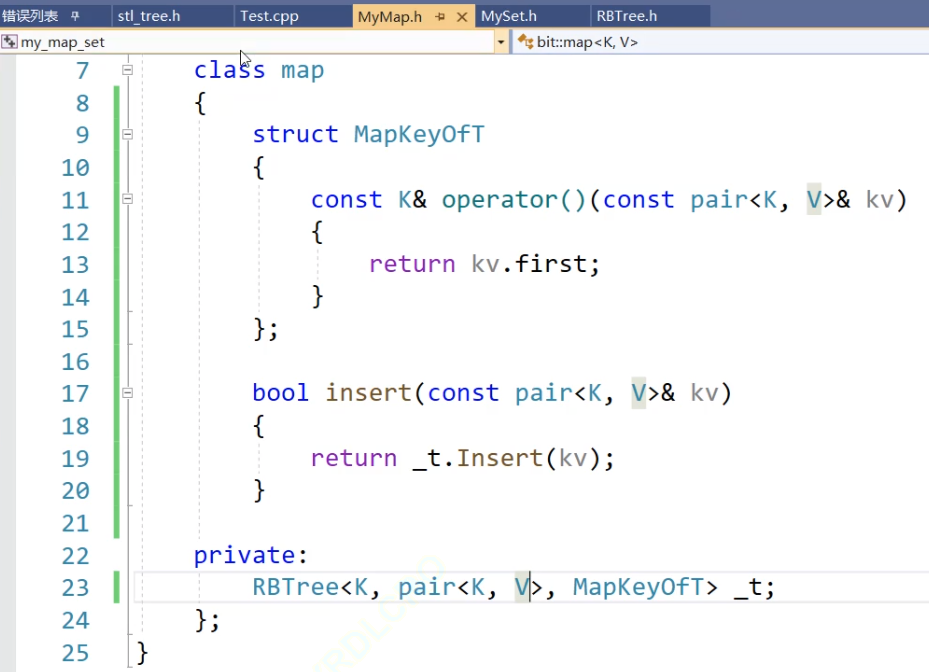 错误列表 stl_tree.h Test.cpp MyMap.h MySet.h RBTree.h
my_map_set bit::map<K, V>
7 class map
8 {
9 struct MapKeyOfT
10 {
11 const K& operator()(const pair<K, V>& kv)
12 {
13 return kv.first;
14 }
15 };
16
17 bool insert(const pair<K, V>& kv)
18 {
19 return _t.Insert(kv);
20 }
21
22 private:
23 RBTree<K, pair<K, V>, MapKeyOfT> _t;
24 };
25 }